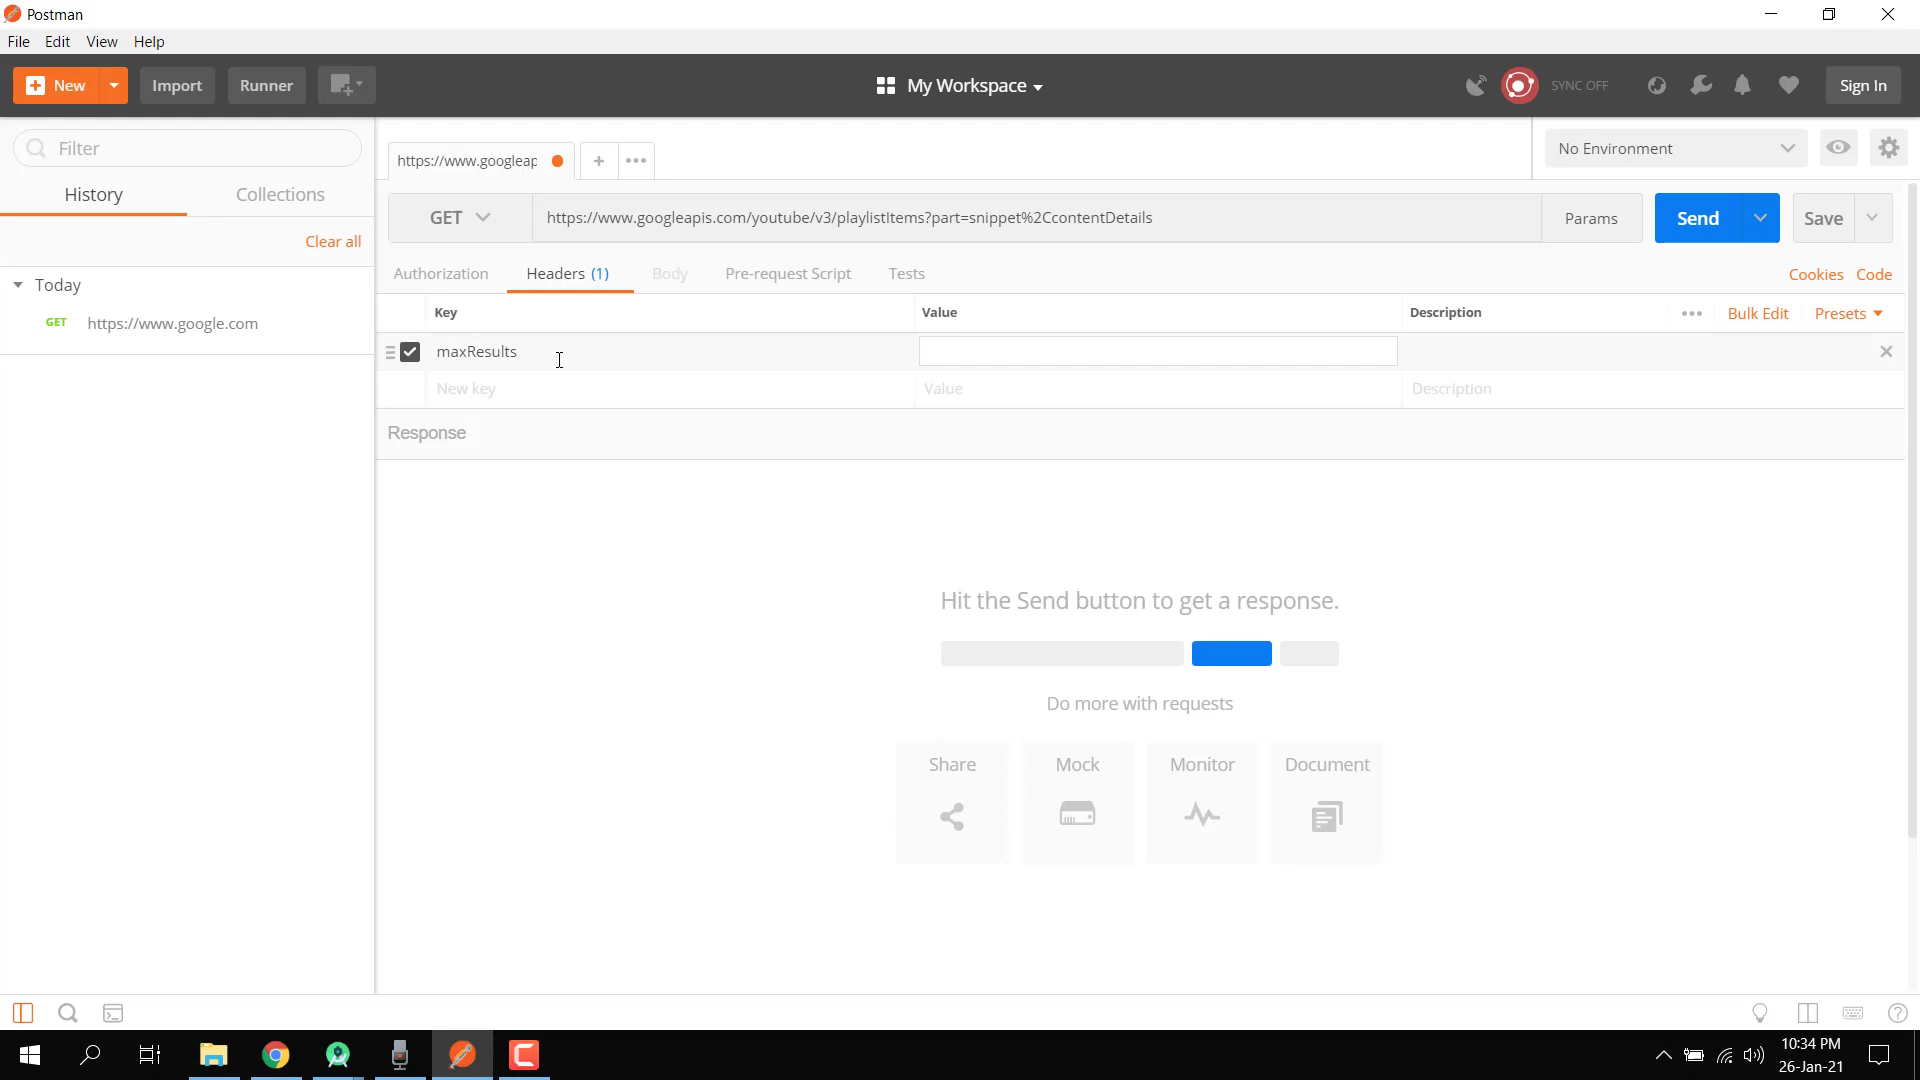 Postman
File Edit View Help
New Import Runner My Workspace SYNC OFF Sign In
Filter
History Collections
Clear all
Today
GET https://www.google.com
https://www.googleap
No Environment
GET https://www.googleapis.com/youtube/v3/playlistItems?part=snippet%2CcontentDetails Params Send Save
Authorization Headers (1) Body Pre-request Script Tests Cookies Code
Key Value Description Bulk Edit Presets
maxResults
New key Value Description
Response
Hit the Send button to get a response.
Do more with requests
Share Mock Monitor Document
10:34 PM
26-Jan-21